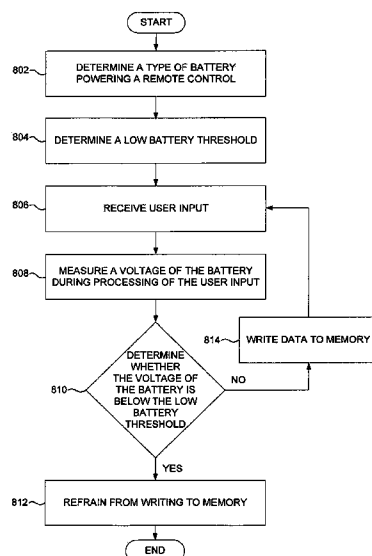 START
802
DETERMINE A TYPE OF BATTERY
POWERING A REMOTE CONTROL
804
DETERMINE A LOW BATTERY THRESHOLD
806
RECEIVE USER INPUT
808
MEASURE A VOLTAGE OF THE BATTERY
DURING PROCESSING OF THE USER INPUT
814
WRITE DATA TO MEMORY
810
DETERMINE
WHETHER
THE VOLTAGE OF
THE BATTERY IS
BELOW THE LOW
BATTERY
THRESHOLD
NO
YES
812
REFRAIN FROM WRITING TO MEMORY
END